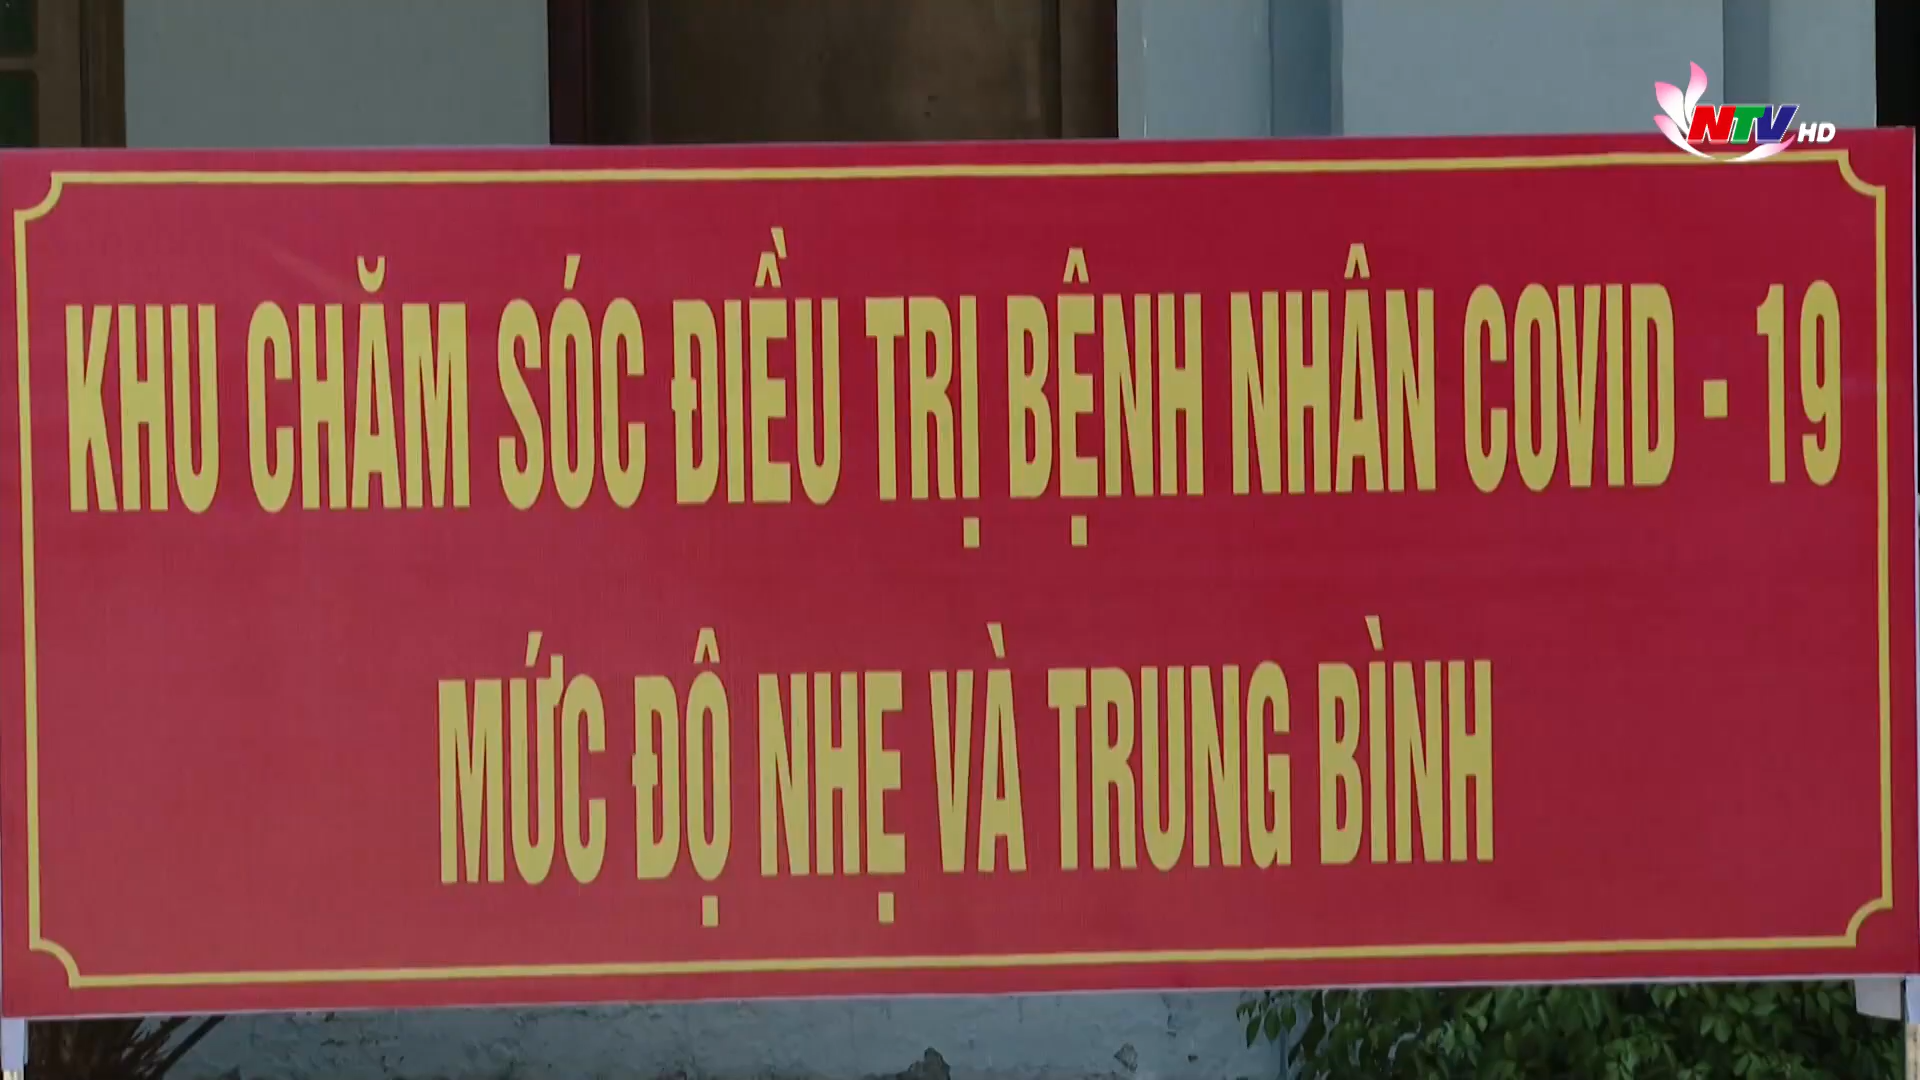 NTV HD
KHU CHĂM SÓC ĐIỀU TRỊ BỆNH NHÂN COVID - 19
MỨC ĐỘ NHẸ VÀ TRUNG BÌNH